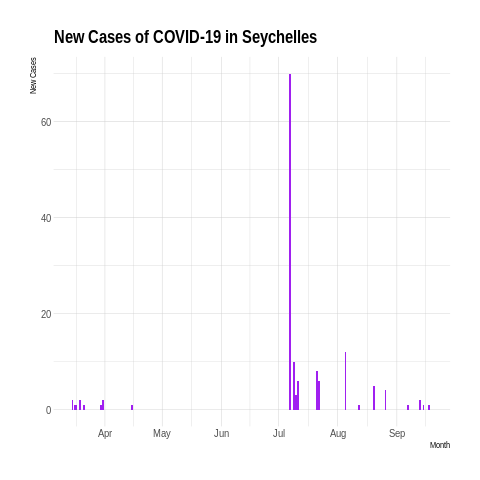 New Cases of COVID-19 in Seychelles
New Cases
60
40
20
0
Apr May Jun Jul Aug Sep
Month